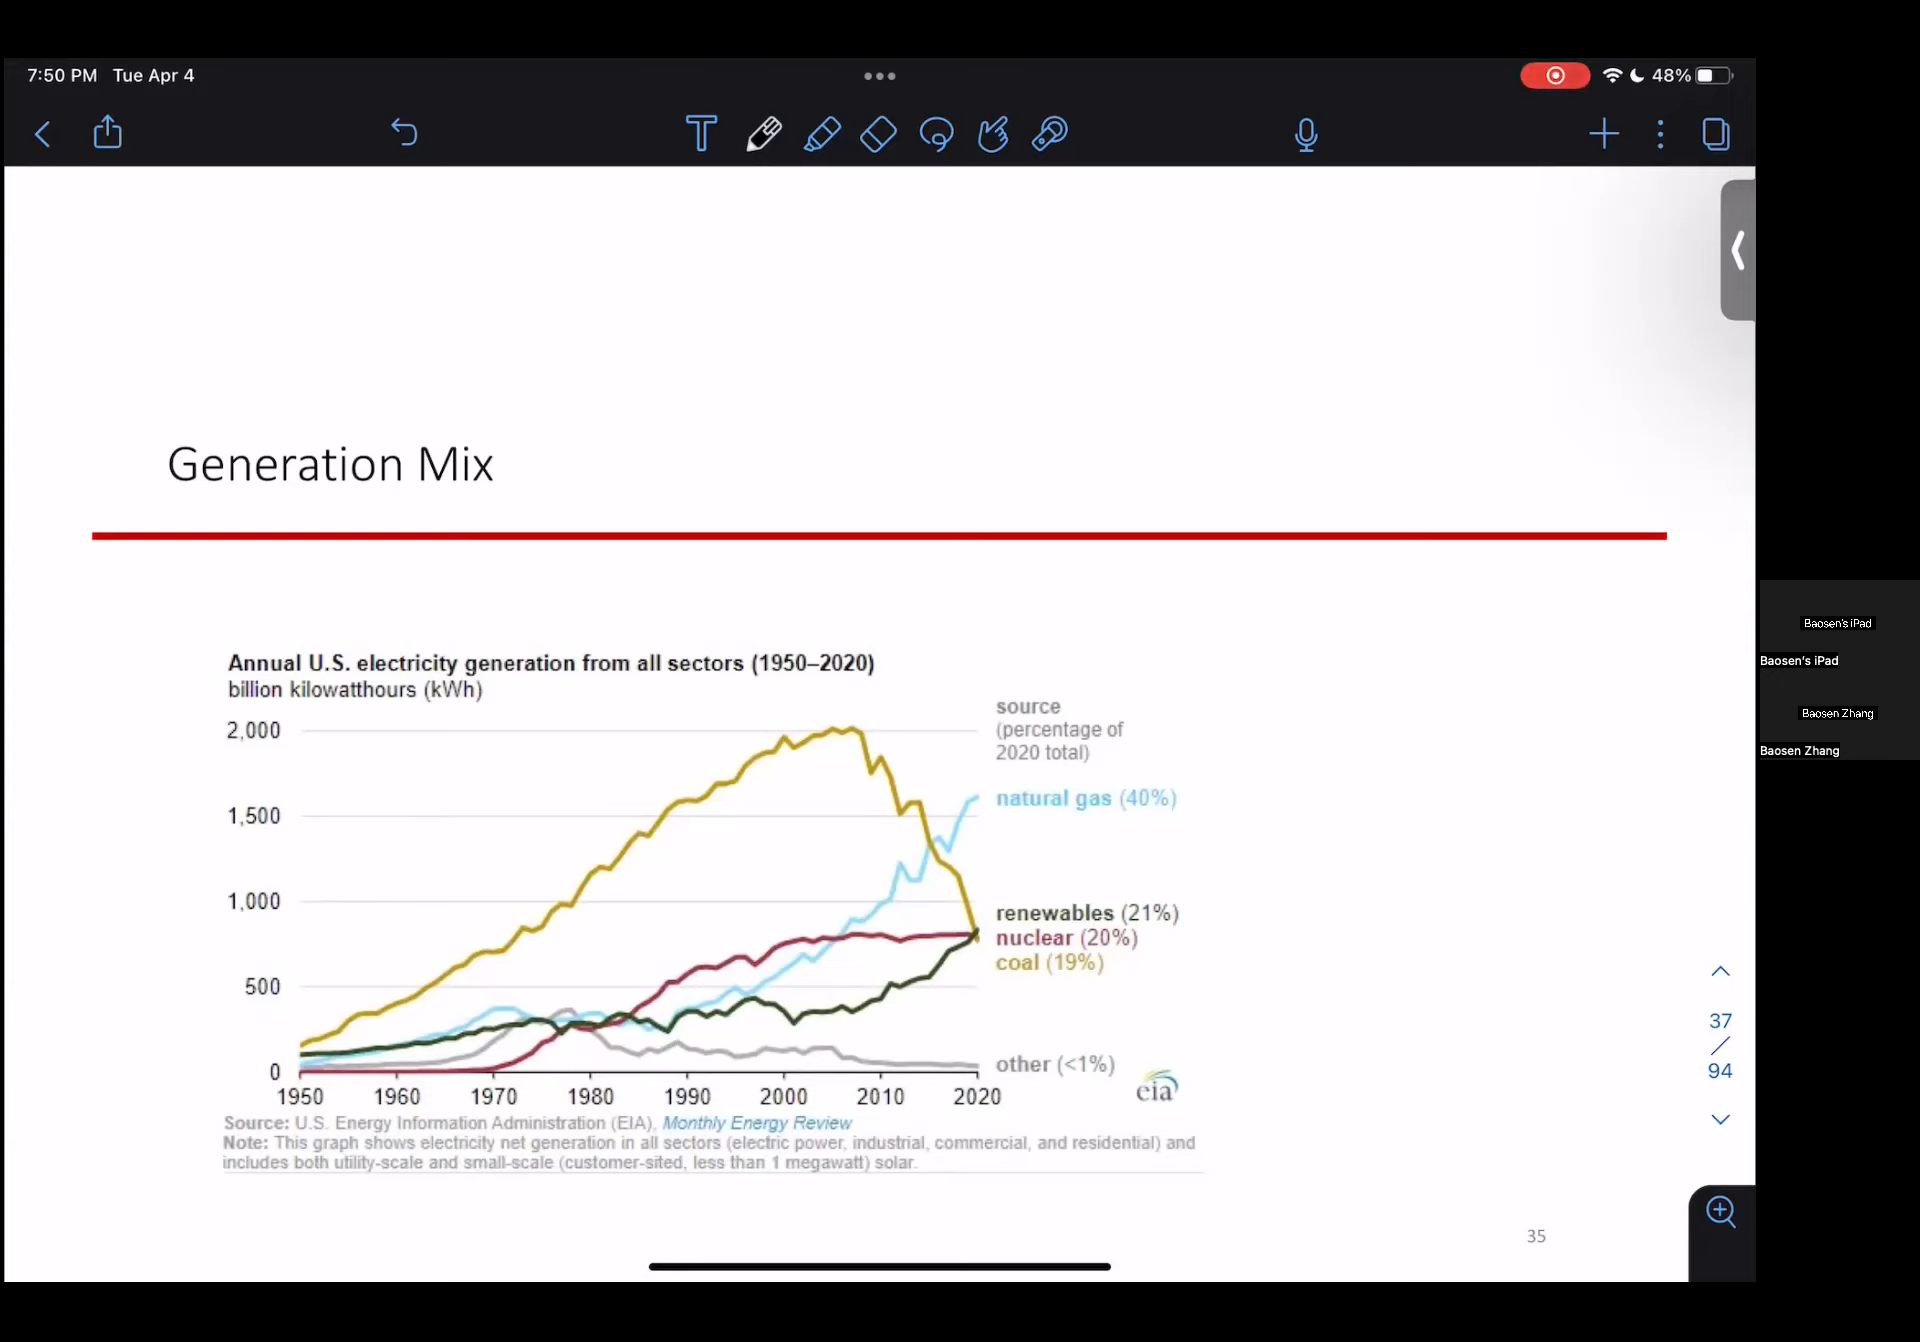 7:50 PM Tue Apr 4
48%
Generation Mix
Annual U.S. electricity generation from all sectors (1950–2020)
billion kilowatthours (kWh)
source
(percentage of
2020 total)
2,000
1,500
1,000
500
0
natural gas (40%)
renewables (21%)
nuclear (20%)
coal (19%)
other (<1%)
eia
1950 1960 1970 1980 1990 2000 2010 2020
Source: U.S. Energy Information Administration (EIA), Monthly Energy Review
Note: This graph shows electricity net generation in all sectors (electric power, industrial, commercial, and residential) and
includes both utility-scale and small-scale (customer-sited, less than 1 megawatt) solar.
35
37
/
94
Baosen's iPad
Baosen's iPad
Baosen Zhang
Baosen Zhang